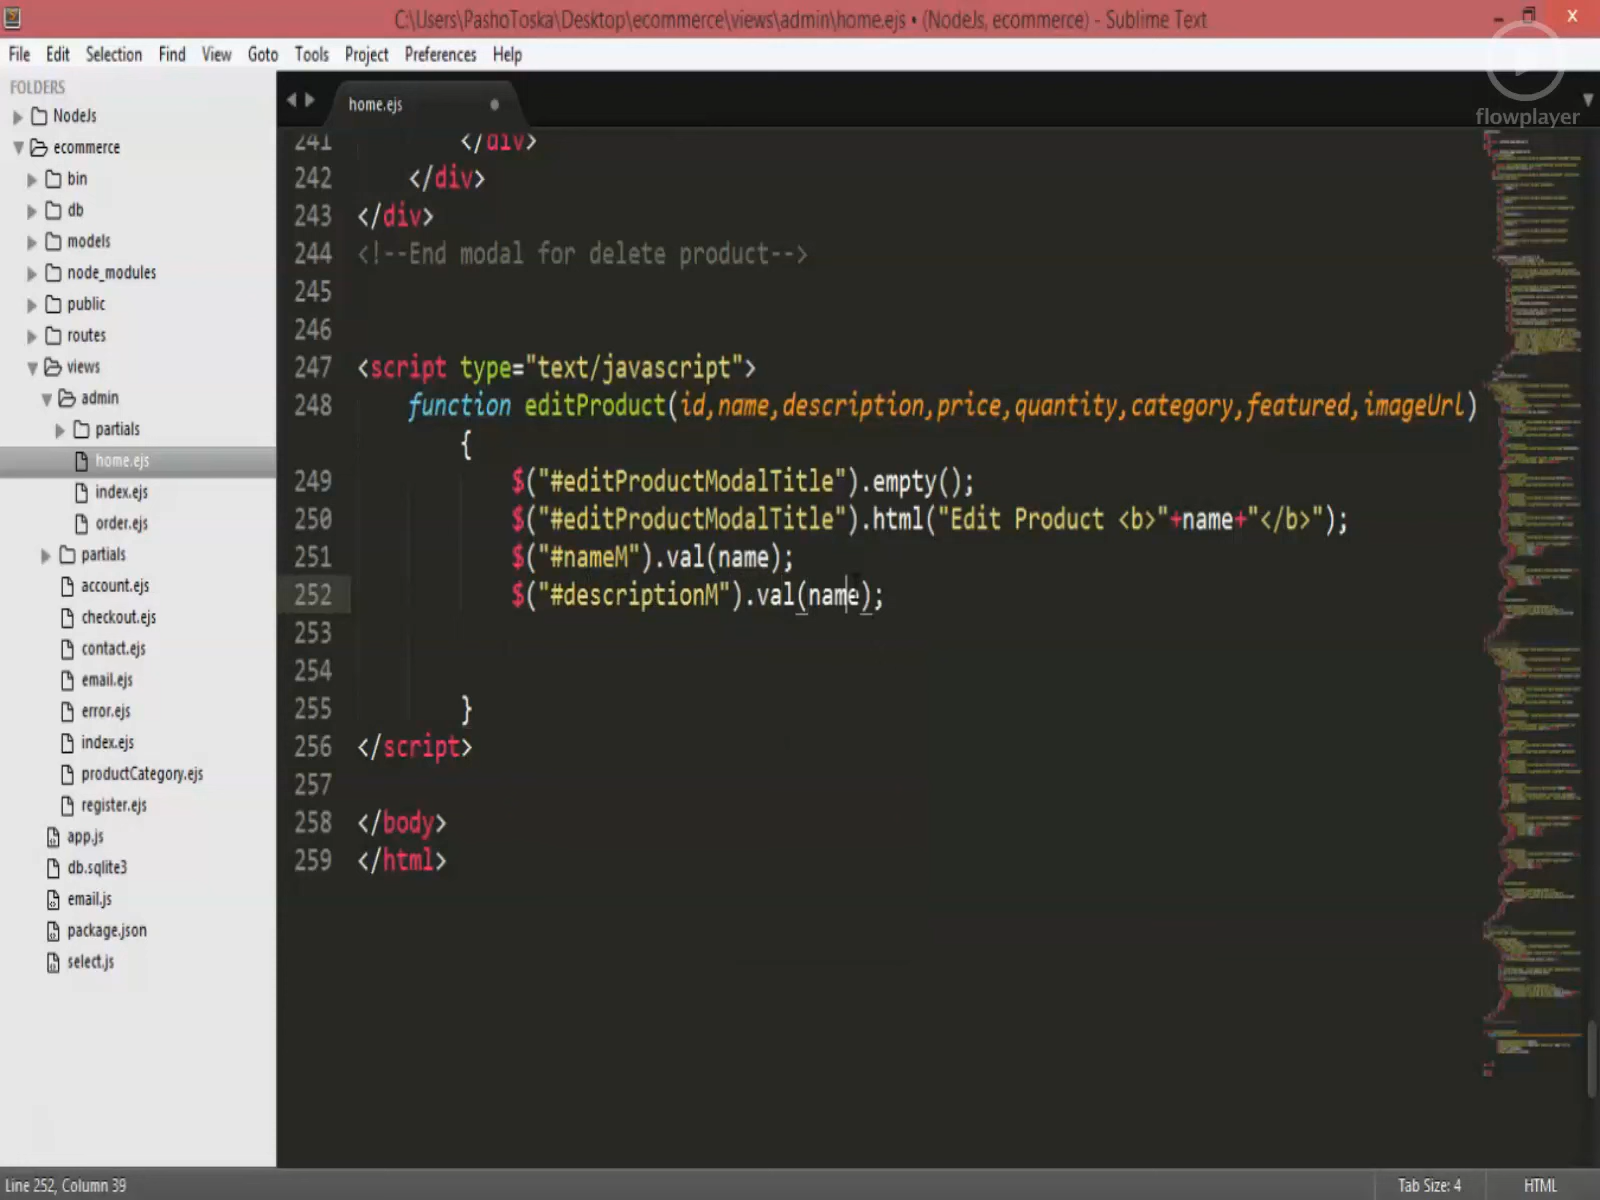 C:\Users\PashoToska\Desktop\ecommerce\views\admin\home.ejs • (NodeJs, ecommerce) - Sublime Text
File Edit Selection Find View Goto Tools Project Preferences Help
flowplayer
FOLDERS
NodeJs
ecommerce
bin
db
models
node_modules
public
routes
views
admin
partials
home.ejs
index.ejs
order.ejs
partials
account.ejs
checkout.ejs
contact.ejs
email.ejs
error.ejs
index.ejs
productCategory.ejs
register.ejs
app.js
db.sqlite3
email.js
package.json
select.js
home.ejs
241 </div>
242 </div>
243 </div>
244 <!--End modal for delete product-->
245
246
247 <script type="text/javascript">
248 function editProduct(id,name,description,price,quantity,category,featured,imageUrl)
{
249 $("#editProductModalTitle").empty();
250 $("#editProductModalTitle").html("Edit Product <b>"+name+"</b>");
251 $("#nameM").val(name);
252 $("#descriptionM").val(name);
253
254
255 }
256 </script>
257
258 </body>
259 </html>
Line 252, Column 39
Tab Size: 4
HTML